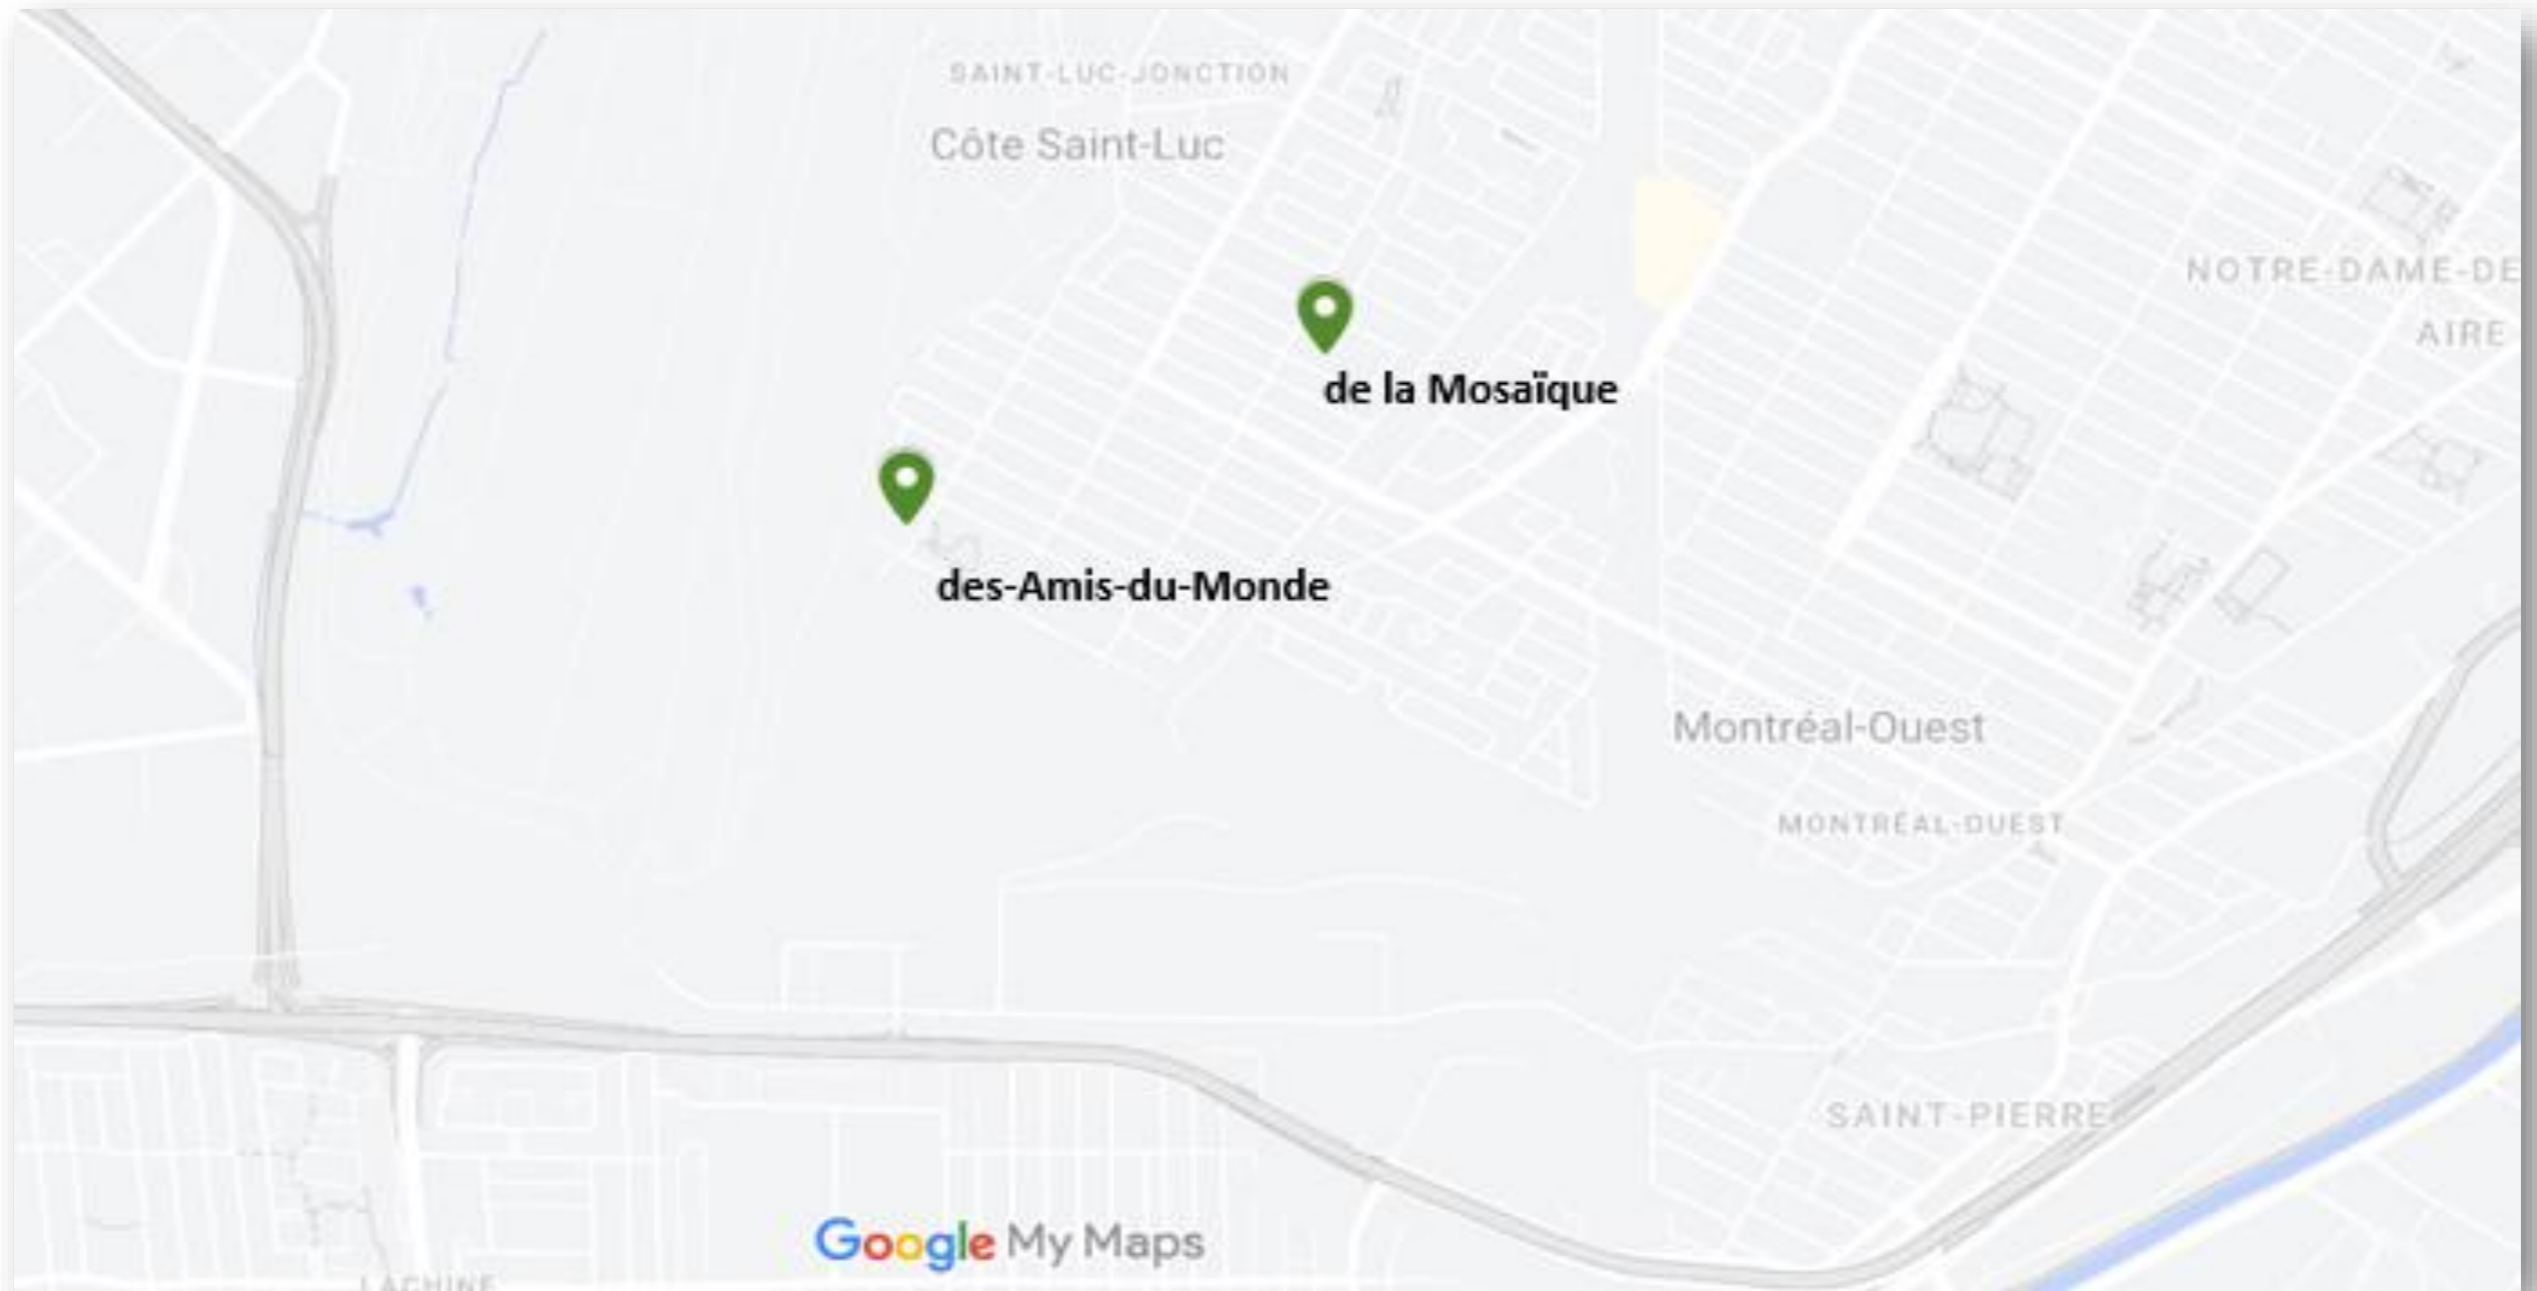 SAINT-LUC-JONCTION
Côte Saint-Luc
NOTRE-DAME-DE
AIRE
de la Mosaïque
des-Amis-du-Monde
Montréal-Ouest
MONTRÉAL-OUEST
SAINT-PIERRE
Google My Maps
LACHINE